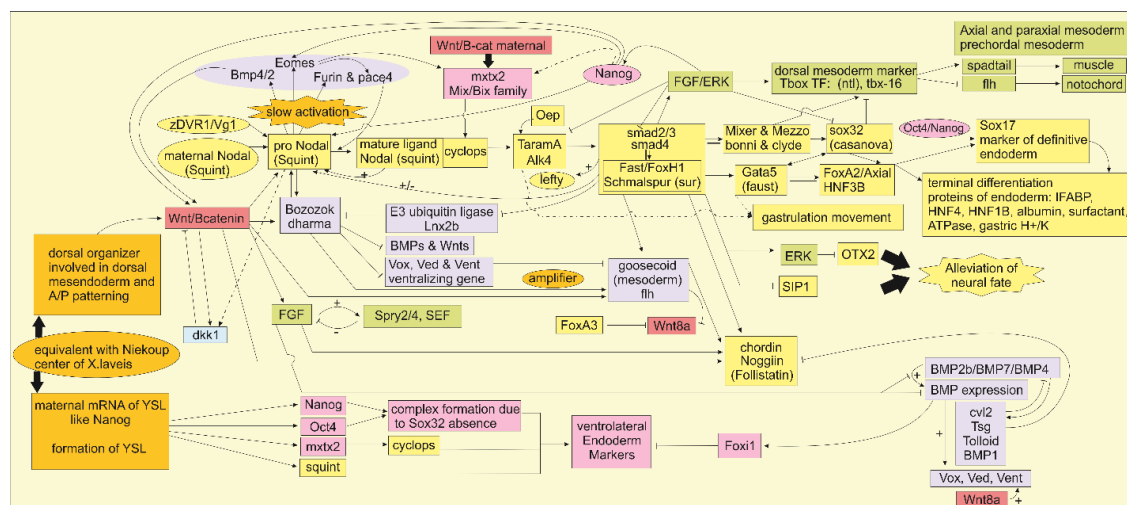 Wnt/B-cat maternal
Axial and paraxial mesoderm
prechordal mesoderm
Eomes
Bmp4/2
Furin & pace4
mxtx2
Mix/Bix family
Nanog
FGF/ERK
dorsal mesoderm marker
Tbox TF: (ntl), tbx-16
spadtail
muscle
flh
notochord
slow activation
zDVR1/Vg1
maternal Nodal
(Squint)
pro Nodal
(Squint)
+
mature ligand
Nodal (squint)
+
cyclops
Oep
TaramA
Alk4
lefty
+
+/-
smad2/3
smad4
Fast/FoxH1
Schmalspur (sur)
Mixer & Mezzo
bonni & clyde
sox32
(casanova)
Oct4/Nanog
Sox17
marker of definitive
endoderm
Gata5
(faust)
FoxA2/Axial
HNF3B
terminal differentiation
proteins of endoderm: IFABP,
HNF4, HNF1B, albumin, surfactant,
ATPase, gastric H+/K
gastrulation movement
Wnt/Bcatenin
Bozozok
dharma
E3 ubiquitin ligase
Lnx2b
BMPs & Wnts
Vox, Ved & Vent
ventralizing gene
amplifier
goosecoid
(mesoderm)
flh
ERK
OTX2
SIP1
Alleviation of
neural fate
dorsal organizer
involved in dorsal
mesendoderm and
A/P patterning
FGF
+
-
Spry2/4, SEF
FoxA3
Wnt8a
dkk1
equivalent with Niekoup
center of X.laveis
chordin
Noggiin
(Follistatin)
BMP2b/BMP7/BMP4
+
BMP expression
cvl2
Tsg
Tolloid
BMP1
+
maternal mRNA of YSL
like Nanog
formation of YSL
Nanog
Oct4
mxtx2
squint
complex formation due
to Sox32 absence
cyclops
ventrolateral
Endoderm
Markers
Foxi1
Vox, Ved, Vent
Wnt8a
+